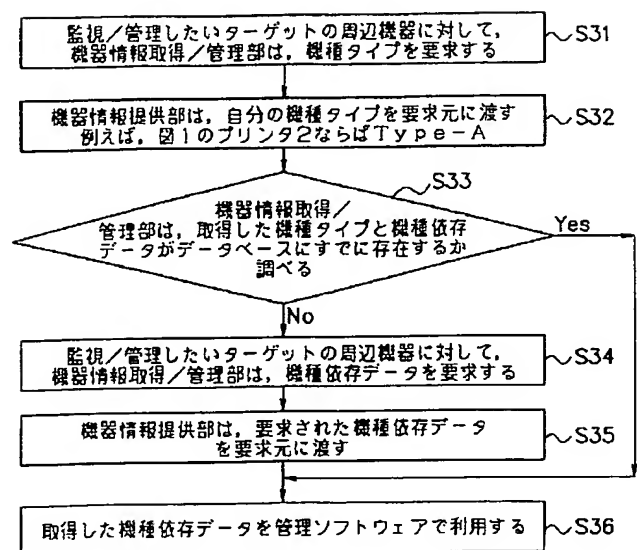 監視／管理したいターゲットの周辺機器に対して，
機器情報取得／管理部は，機種タイプを要求する
S31
機器情報提供部は，自分の機種タイプを要求元に渡す
例えば，図1のプリンタ2ならばType-A
S32
S33
機器情報取得／
管理部は，取得した機種タイプと機種依存
データがデータベースにすでに存在するか
調べる
Yes
No
監視／管理したいターゲットの周辺機器に対して，
機器情報取得／管理部は，機種依存データを要求する
S34
機器情報提供部は，要求された機種依存データ
を要求元に渡す
S35
取得した機種依存データを管理ソフトウェアで利用する
S36